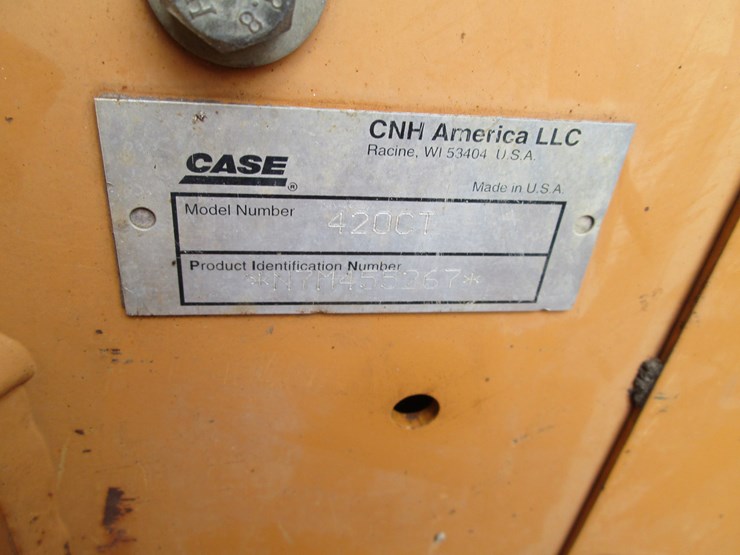 CNH America LLC
Racine, WI 53404 U.S.A.
CASE ®
Made in U.S.A.
Model Number 420CT
Product Identification Number